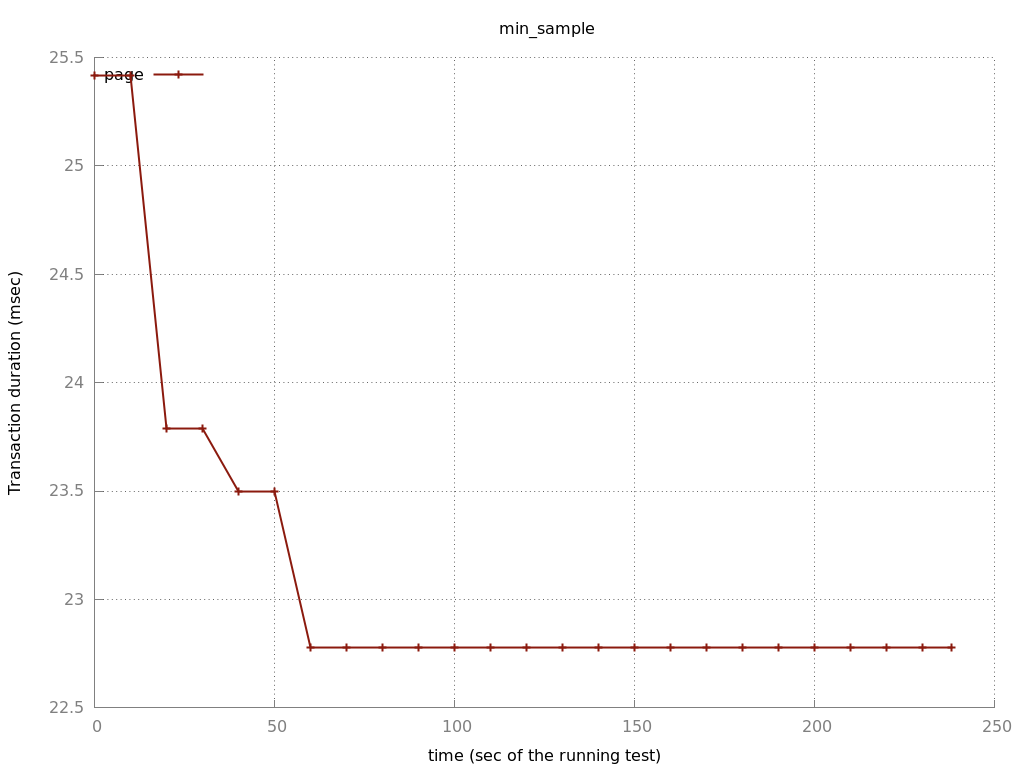 min_sample
25.5
page
25
24.5
24
23.5
23
22.5
Transaction duration (msec)
0 50 100 150 200 250
time (sec of the running test)